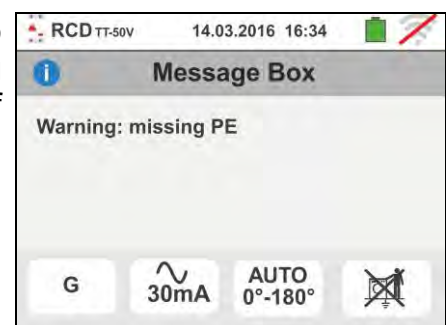 RCD TT-50V 14.03.2016 16:34
Message Box
Warning: missing PE
G 30mA AUTO
0°-180°